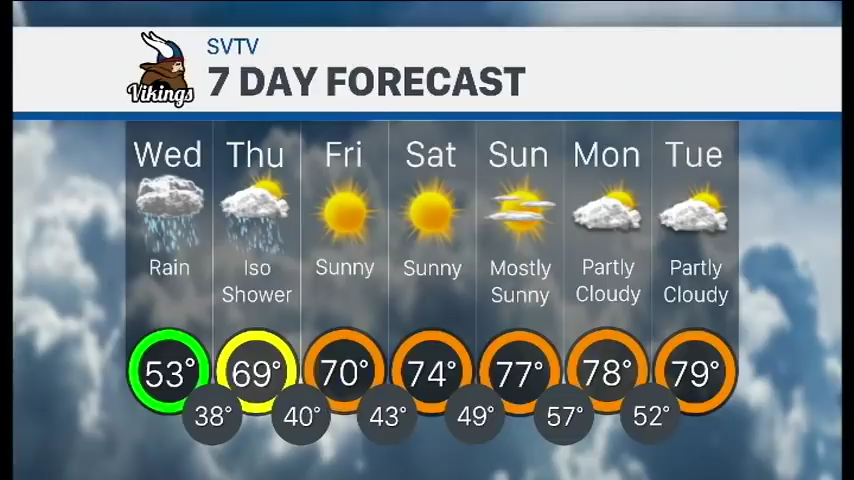 SVTV
Vikings
7 DAY FORECAST
Wed Thu Fri Sat Sun Mon Tue
Rain
Iso
Shower
Sunny
Sunny
Mostly
Sunny
Partly
Cloudy
Partly
Cloudy
53° 69° 70° 74° 77° 78° 79°
38° 40° 43° 49° 57° 52°